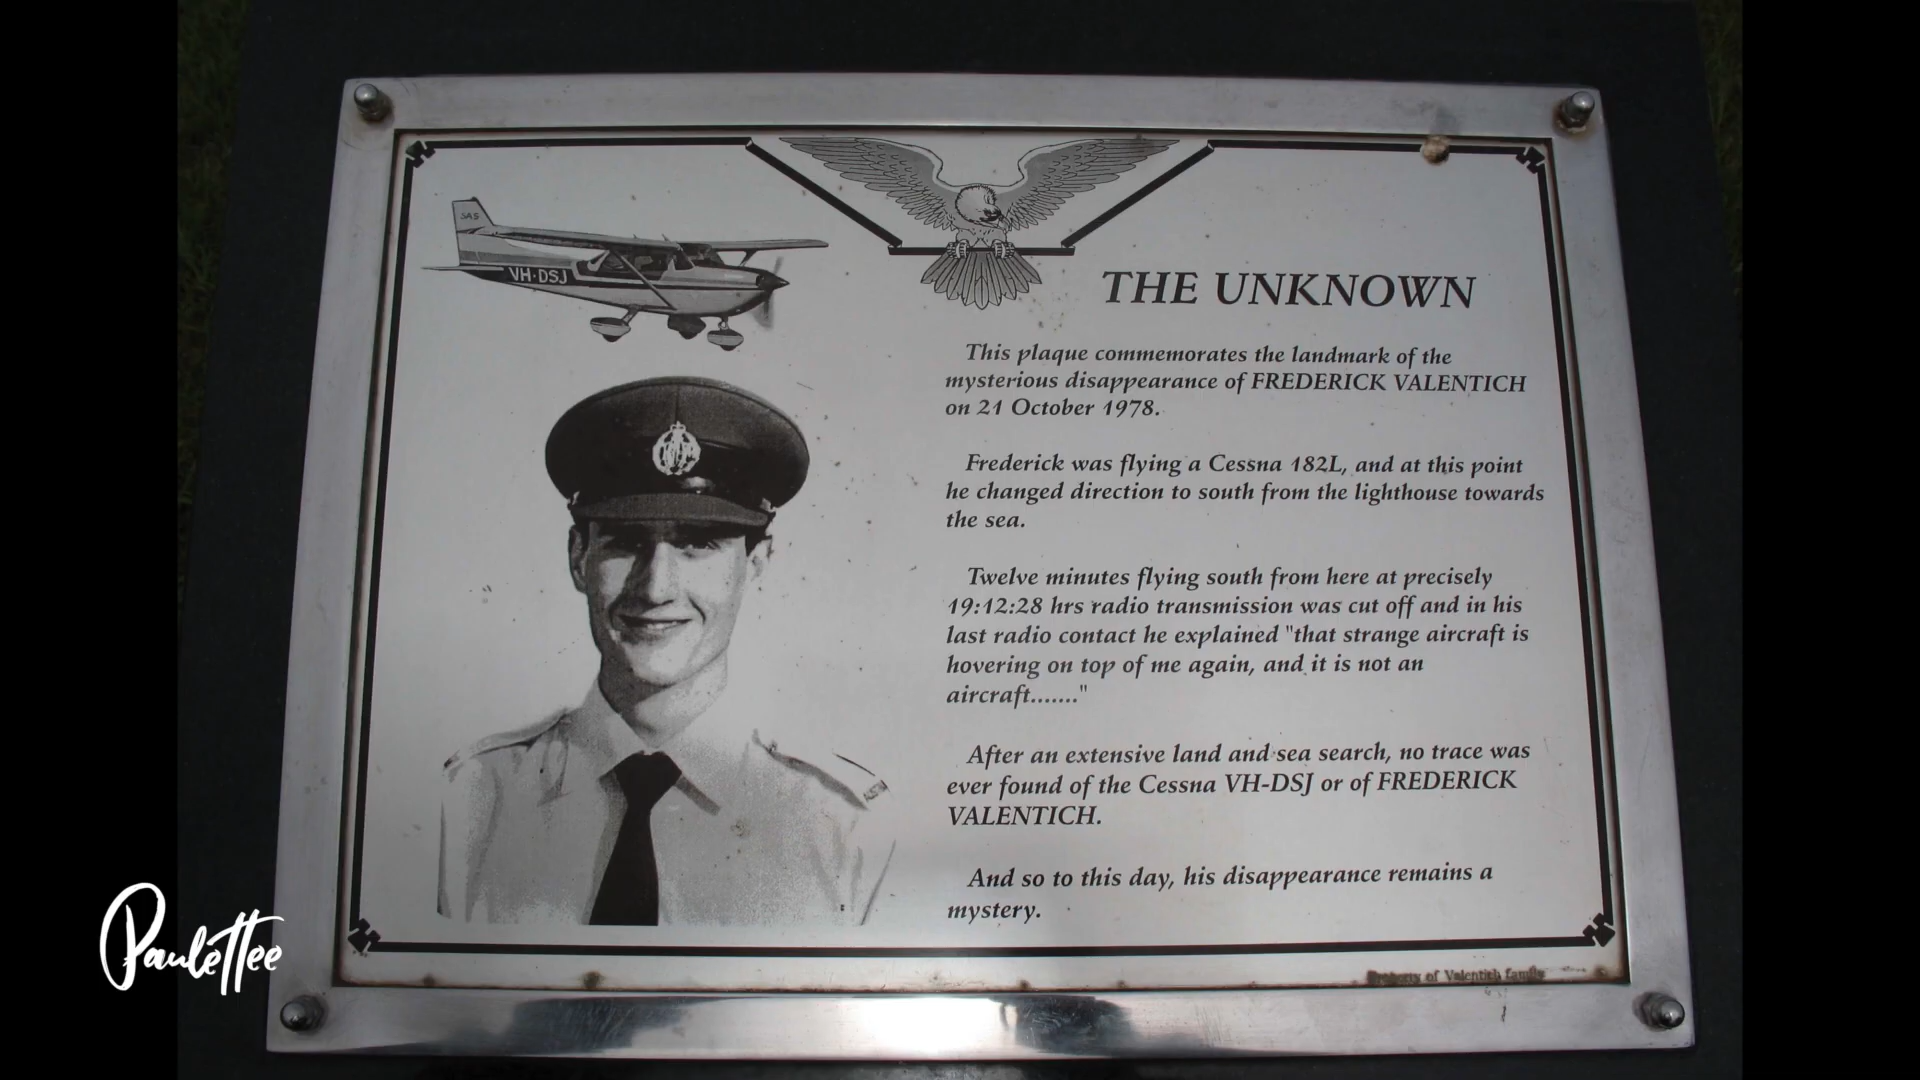 SAS
VH-DSJ
THE UNKNOWN
This plaque commemorates the landmark of the
mysterious disappearance of FREDERICK VALENTICH
on 21 October 1978.
Frederick was flying a Cessna 182L, and at this point
he changed direction to south from the lighthouse towards
the sea.
Twelve minutes flying south from here at precisely
19:12:28 hrs radio transmission was cut off and in his
last radio contact he explained "that strange aircraft is
hovering on top of me again, and it is not an
aircraft......."
After an extensive land and sea search, no trace was
ever found of the Cessna VH-DSJ or of FREDERICK
VALENTICH.
And so to this day, his disappearance remains a
mystery.
Property of Valentich family
Paulettee